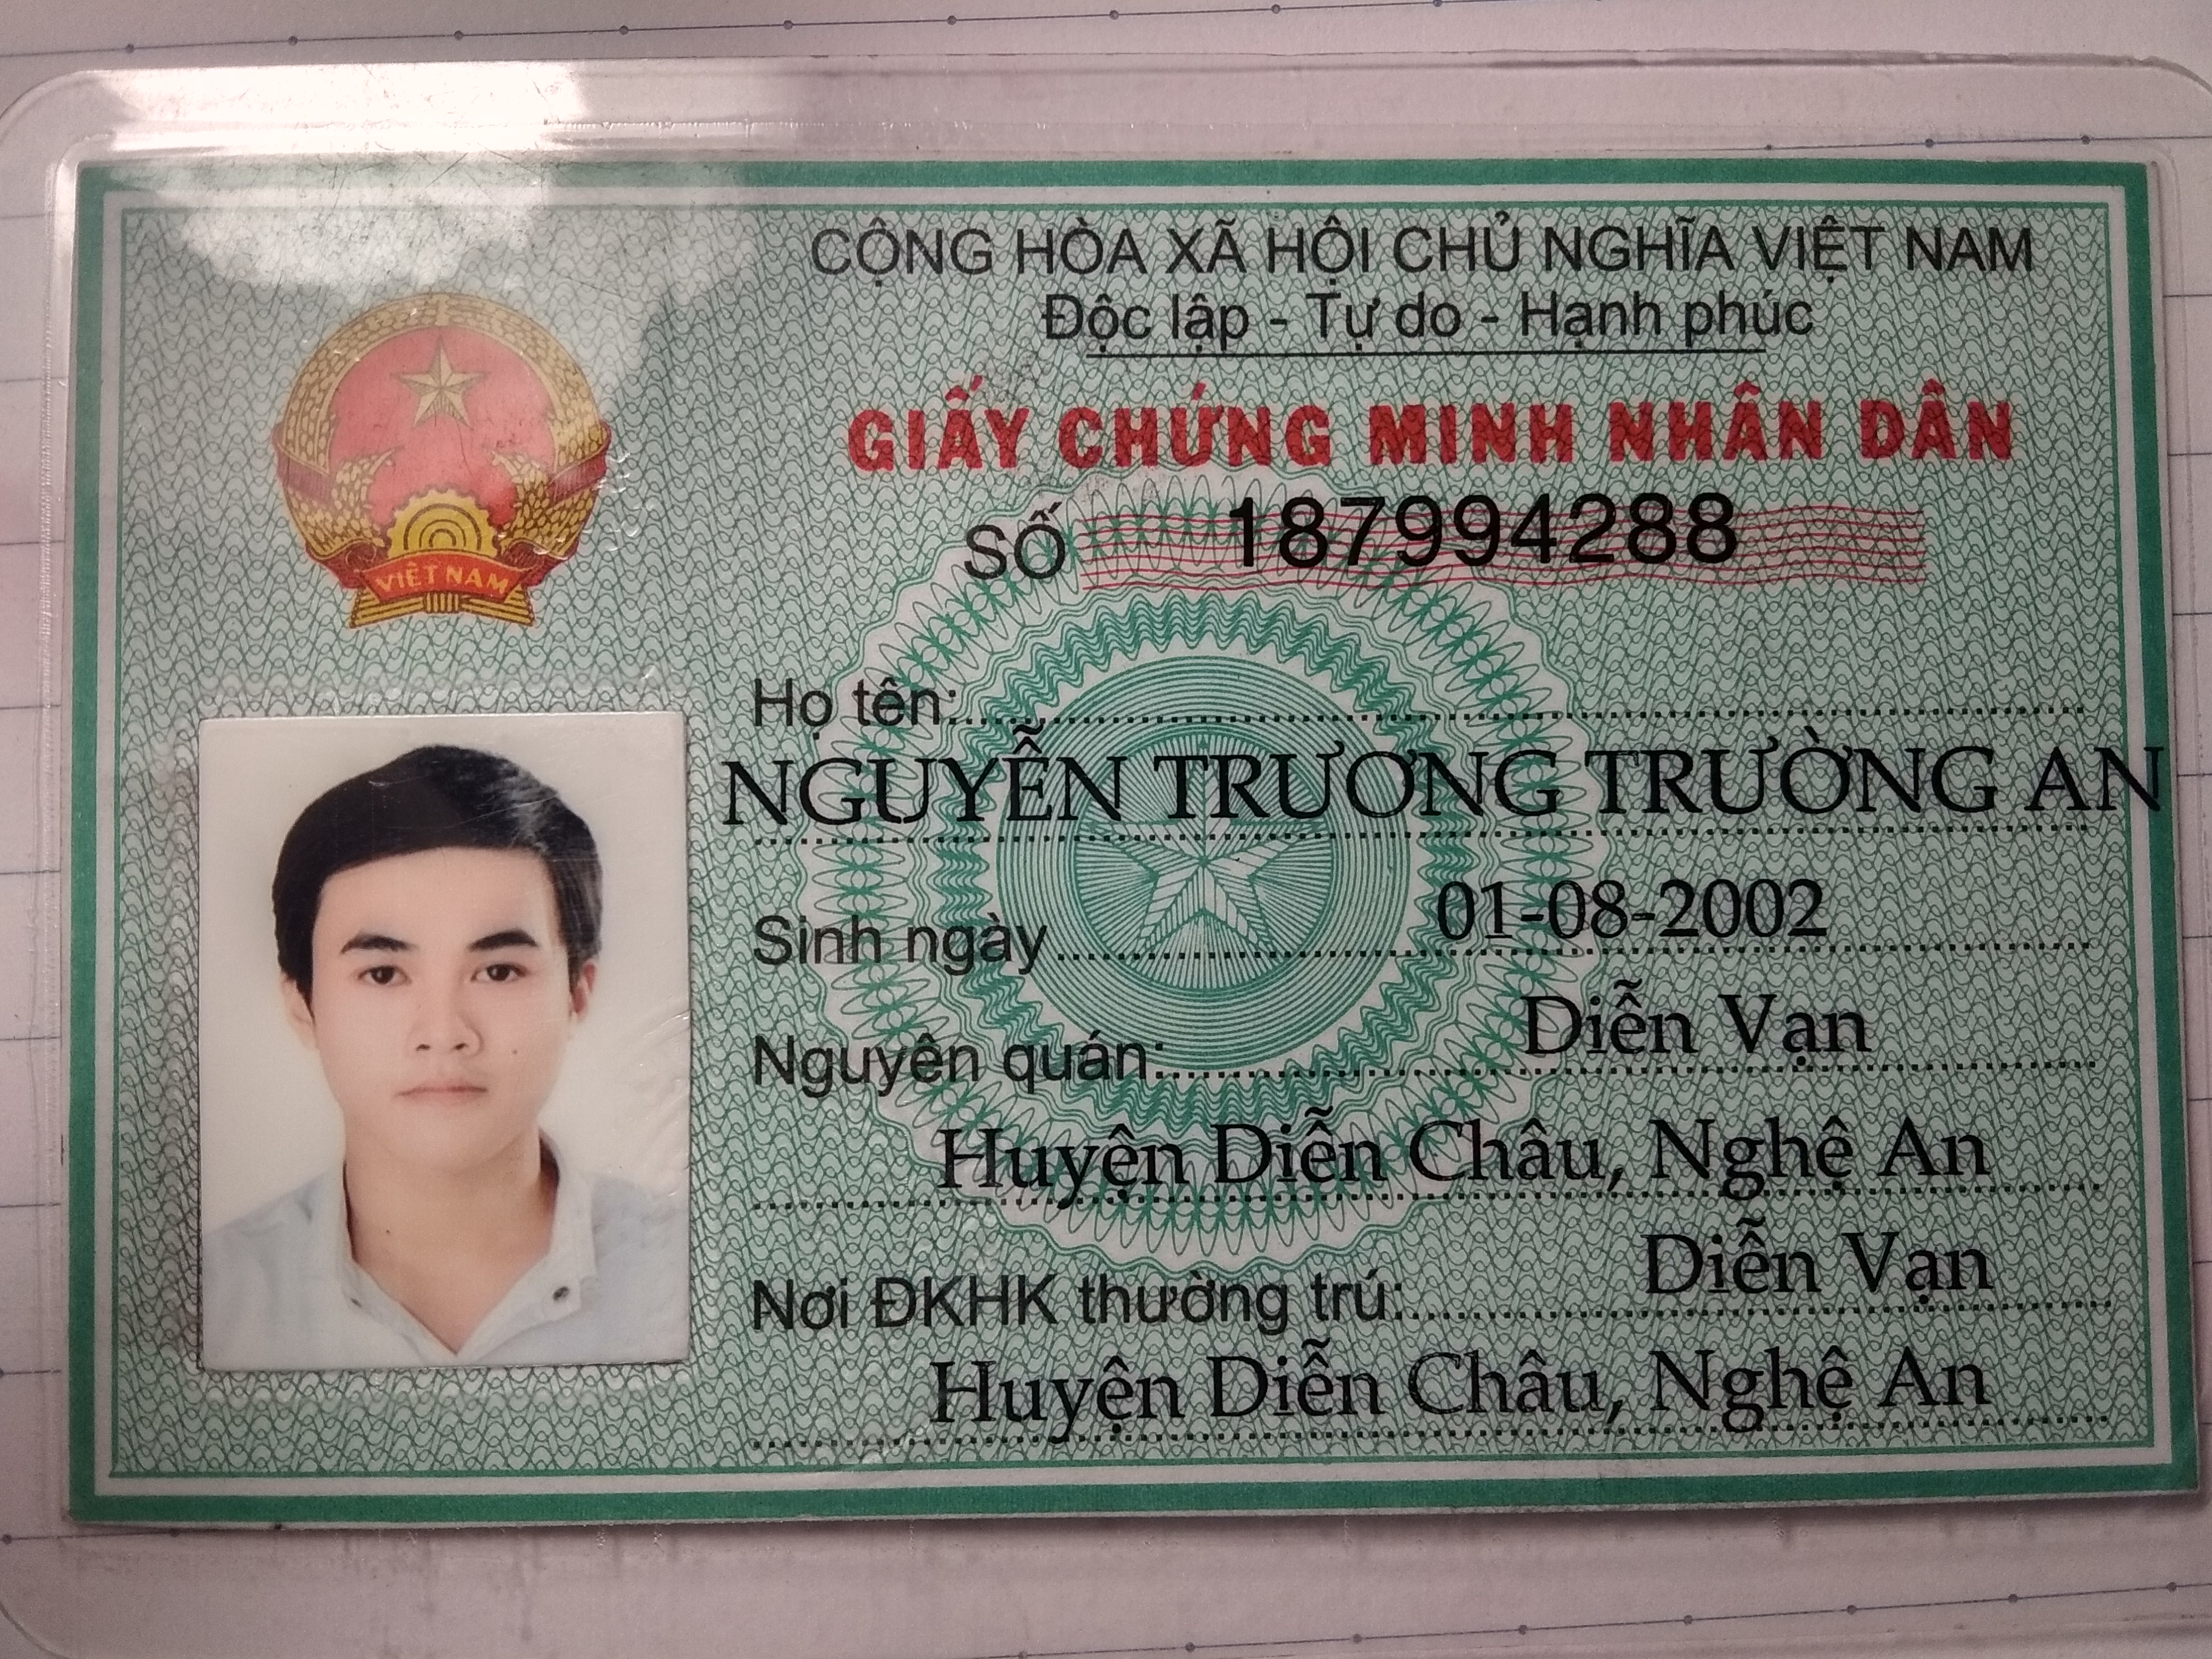 CỘNG HÒA XÃ HỘI CHỦ NGHĨA VIỆT NAM
Độc lập - Tự do - Hạnh phúc
GIẤY CHỨNG MINH NHÂN DÂN
SỐ 187994288
VIỆT NAM
Họ tên:
NGUYỄN TRƯƠNG TRƯỜNG AN
Sinh ngày 01-08-2002
Nguyên quán: Diễn Vạn
Huyện Diễn Châu, Nghệ An
Nơi ĐKHK thường trú: Diễn Vạn
Huyện Diễn Châu, Nghệ An